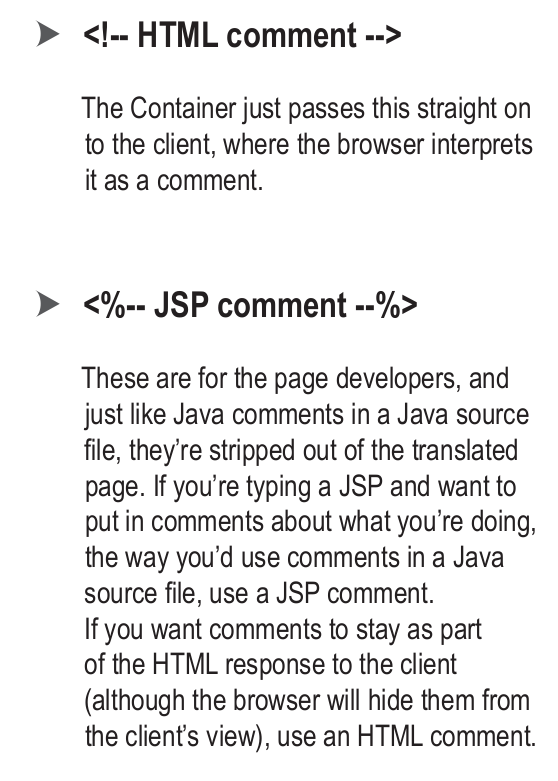 <!-- HTML comment -->
The Container just passes this straight on
to the client, where the browser interprets
it as a comment.
<%-- JSP comment --%>
These are for the page developers, and
just like Java comments in a Java source
file, they’re stripped out of the translated
page. If you’re typing a JSP and want to
put in comments about what you’re doing,
the way you’d use comments in a Java
source file, use a JSP comment.
If you want comments to stay as part
of the HTML response to the client
(although the browser will hide them from
the client’s view), use an HTML comment.